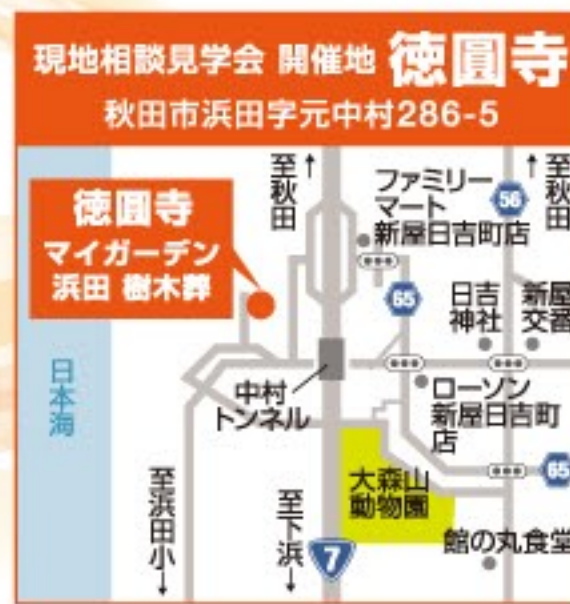 現地相談見学会 開催地 徳圓寺
秋田市浜田字元中村286-5
至秋田
ファミリー
マート
新屋日吉町店
56
至秋田
徳圓寺
マイガーデン
浜田 樹木葬
65
日吉
神社
新屋
交番
日本海
中村
トンネル
ローソン
新屋日吉町
店
65
大森山
動物園
至浜田小
至下浜
7
館の丸食堂